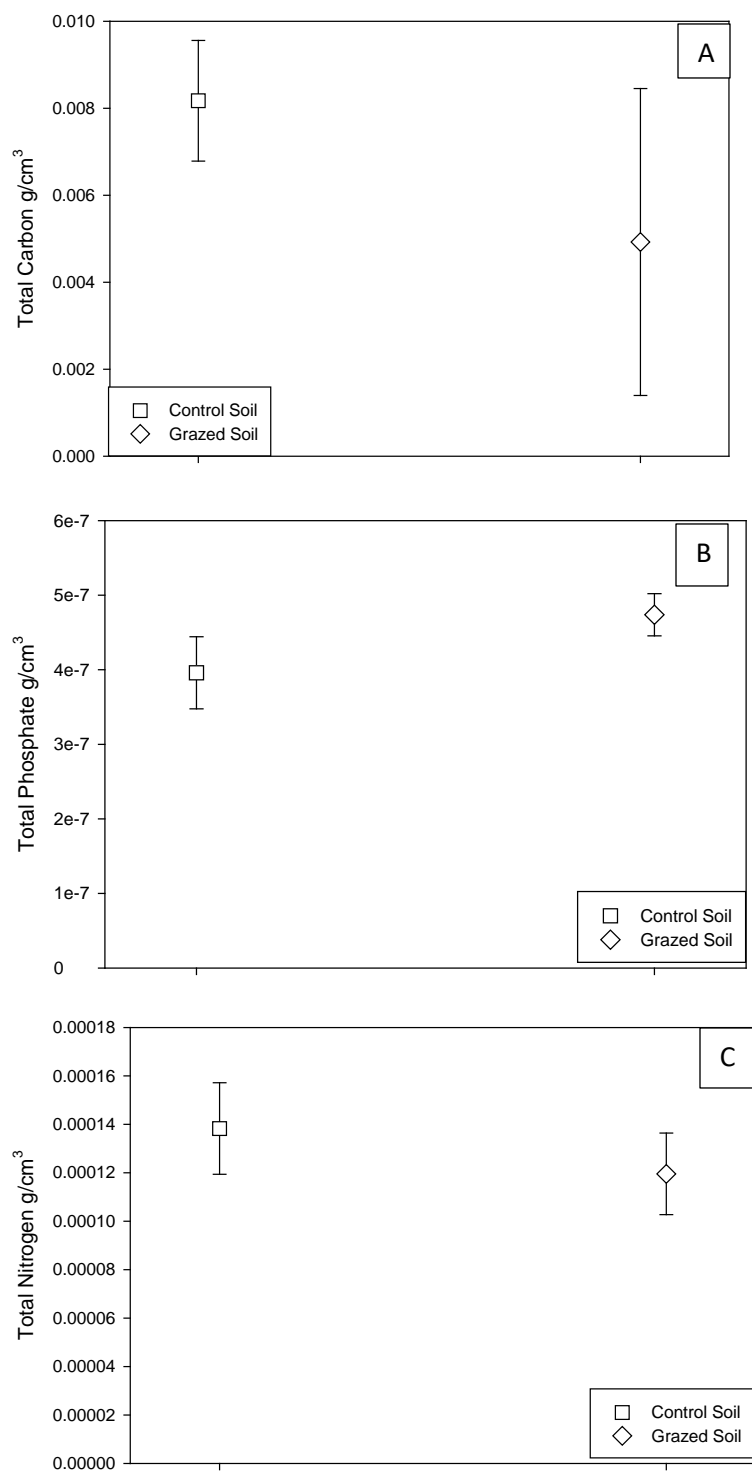 A
Total Carbon g/cm³
0.010
0.008
0.006
0.004
0.002
0.000
Control Soil
Grazed Soil
B
Total Phosphate g/cm³
6e-7
5e-7
4e-7
3e-7
2e-7
1e-7
0
Control Soil
Grazed Soil
C
Total Nitrogen g/cm³
0.00018
0.00016
0.00014
0.00012
0.00010
0.00008
0.00006
0.00004
0.00002
0.00000
Control Soil
Grazed Soil